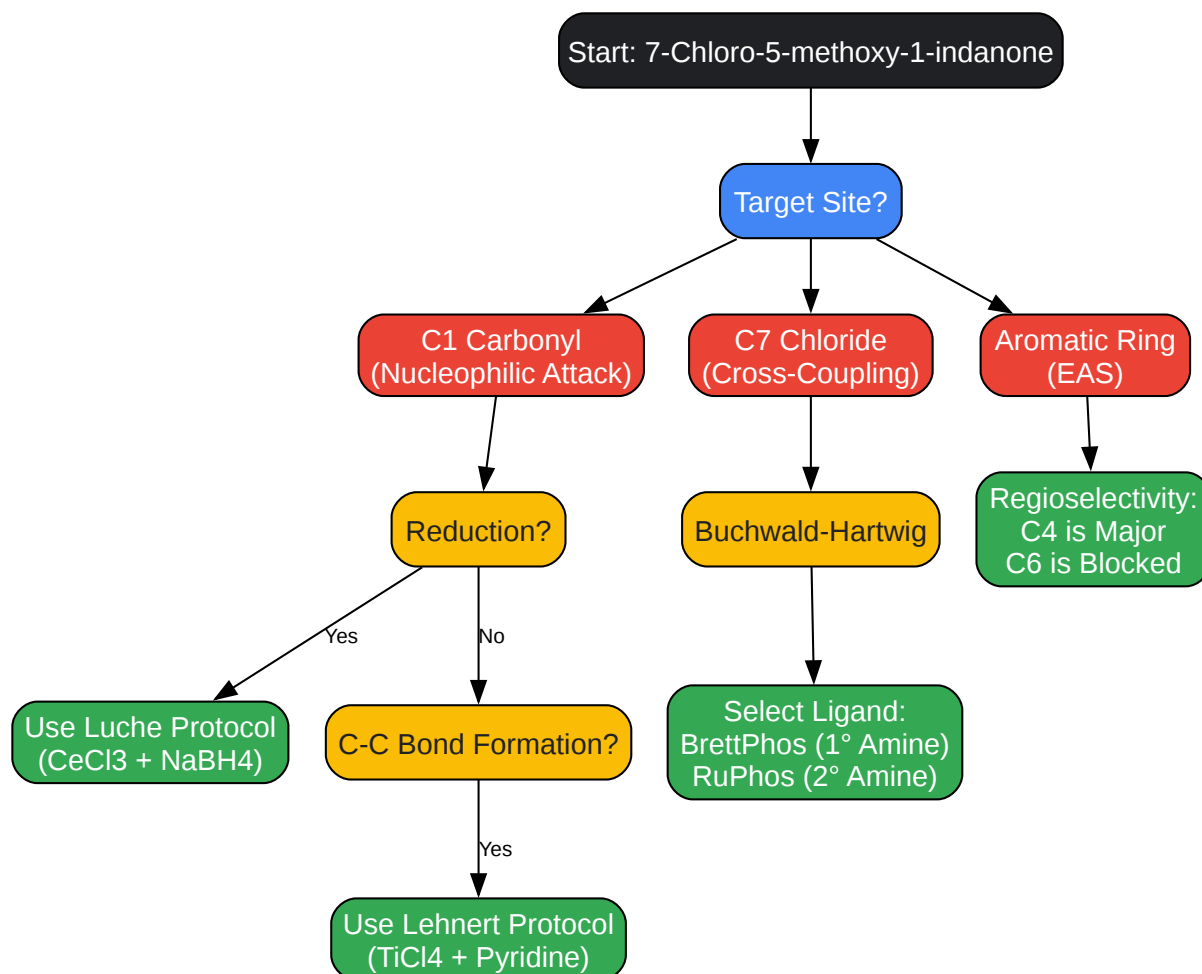 Start: 7-Chloro-5-methoxy-1-indanone
Target Site?
C1 Carbonyl
(Nucleophilic Attack)
C7 Chloride
(Cross-Coupling)
Aromatic Ring
(EAS)
Reduction?
Buchwald-Hartwig
Regioselectivity:
C4 is Major
C6 is Blocked
Yes
No
Use Luche Protocol
(CeCl3 + NaBH4)
C-C Bond Formation?
Select Ligand:
BrettPhos (1° Amine)
RuPhos (2° Amine)
Yes
Use Lehnert Protocol
(TiCl4 + Pyridine)